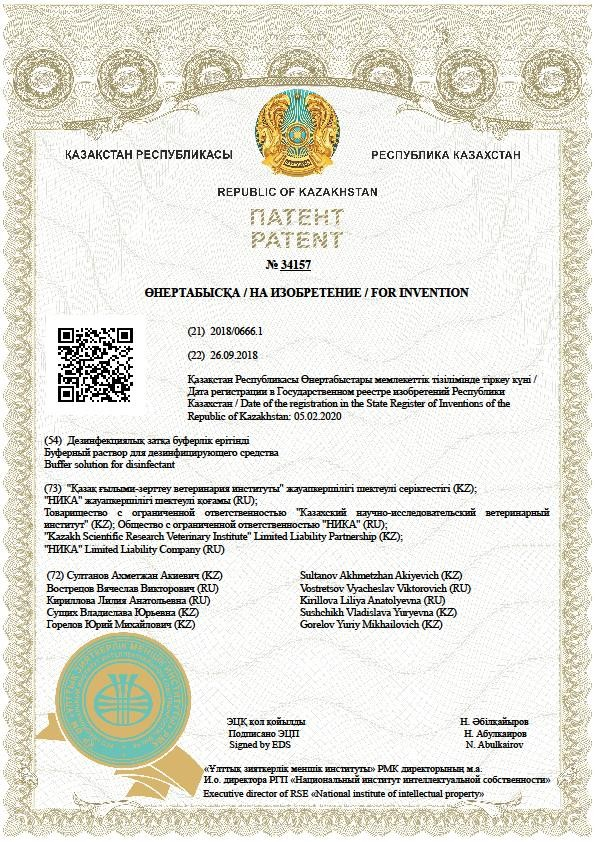 ҚАЗАҚСТАН РЕСПУБЛИКАСЫ
РЕСПУБЛИКА КАЗАХСТАН
REPUBLIC OF KAZAKHSTAN
ПАТЕНТ
PATENT
№ 34157
ӨНЕРТАБЫСҚА / НА ИЗОБРЕТЕНИЕ / FOR INVENTION
(21) 2018/0666.1
(22) 26.09.2018
Қазақстан Республикасы Өнертабыстары мемлекеттік тізілімінде тіркеу күні /
Дата регистрации в Государственном реестре изобретений Республики
Казахстан / Date of the registration in the State Register of Inventions of the
Republic of Kazakhstan: 05.02.2020
(54) Дезинфекциялық затқа буферлік ерітінді
Буферный раствор для дезинфицирующего средства
Buffer solution for disinfectant
(73) "Қазақ ғылыми-зерттеу ветеринария институты" жауапкершілігі шектеулі серіктестігі (KZ);
"НИКА" жауапкершілігі шектеулі қоғамы (RU);
Товарищество с ограниченной ответственностью "Казахский научно-исследовательский ветеринарный
институт" (KZ); Общество с ограниченной ответственностью "НИКА" (RU);
"Kazakh Scientific Research Veterinary Institute" Limited Liability Partnership (KZ);
"НИКА" Limited Liability Company (RU)
(72) Султанов Ахметжан Акиевич (KZ) Sultanov Akhmetzhan Akiyevich (KZ)
Вострецов Вячеслав Викторович (RU) Vostretsov Vyacheslav Viktorovich (RU)
Кириллова Лилия Анатольевна (RU) Kirillova Liliya Anatolyevna (RU)
Сущих Владислава Юрьевна (KZ) Sushchikh Vladislava Yuryevna (KZ)
Горелов Юрий Михайлович (KZ) Gorelov Yuriy Mikhailovich (KZ)
ЭЦҚ қол қойылды Н. Әбілқайыров
Подписано ЭЦП Н. Абулкаиров
Signed by EDS N. Abulkairov
«Ұлттық зияткерлік меншік институты» РМК директорының м.а.
И.о. директора РГП «Национальный институт интеллектуальной собственности»
Executive director of RSE «National institute of intellectual property»